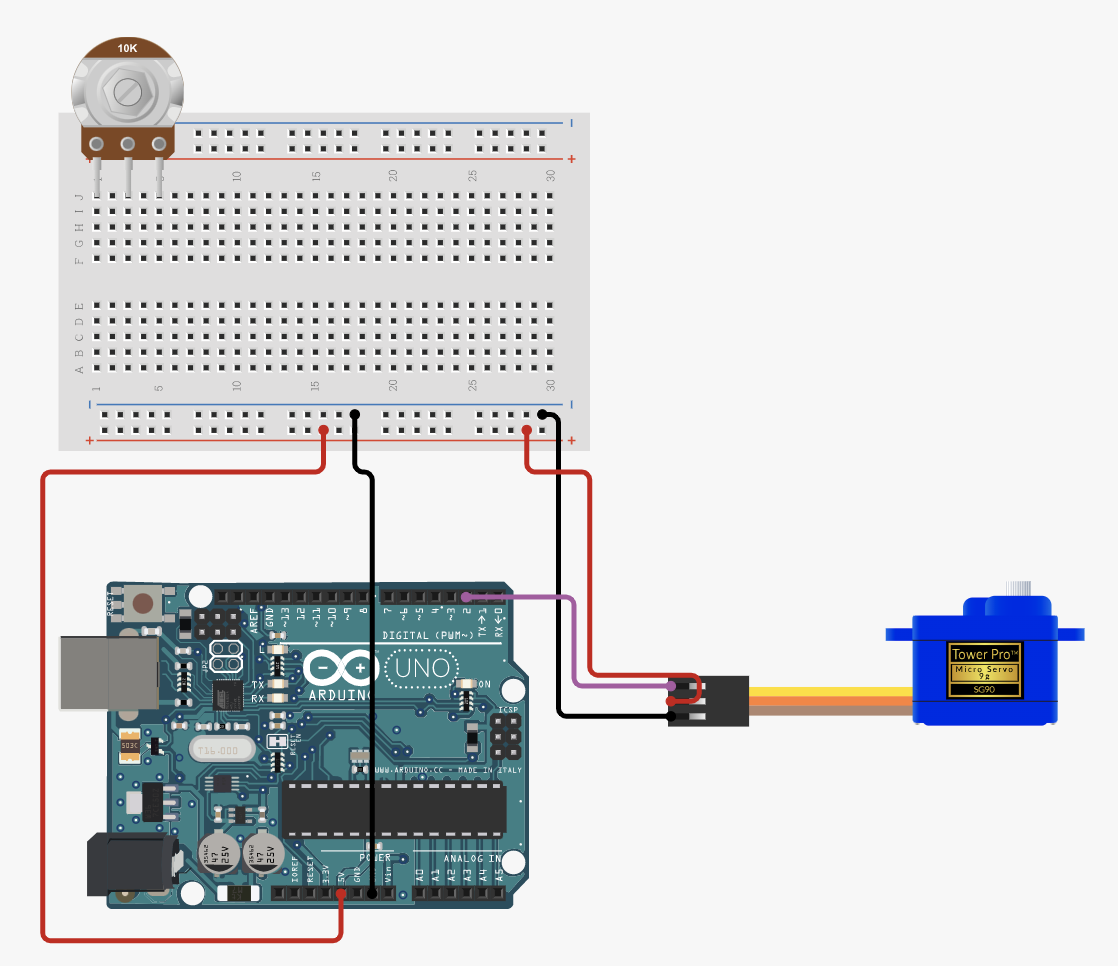 10K
1 5 10 15 20 25 30
J
I
H
G
F
E
D
C
B
A
1 5 10 15 20 25 30
RESET
AREF
GND
~13
12
~11
~10
~9
8
7
~6
~5
4
~3
2
TX→1
RX←0
DIGITAL (PWM~)
JP2
L
TX
RX
UNO
ARDUINO
ON
ICSP
RESET
EN
T16.000
WWW.ARDUINO.CC - MADE IN ITALY
47
25V
47
25V
POWER
ANALOG IN
IOREF
RESET
3.3V
5V
GND
Vin
A0
A1
A2
A3
A4
A5
Tower Pro™
Micro Servo
9g
SG90